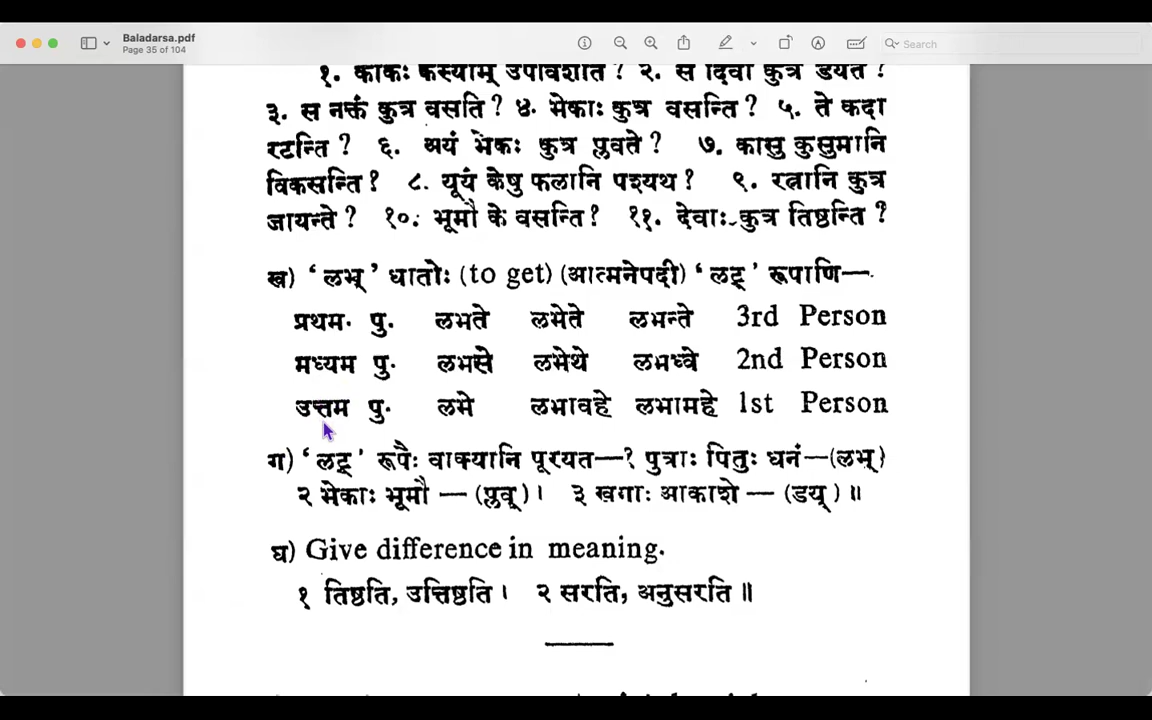 Baladarsa.pdf
Page 35 of 104
Search
१. काकः कस्याम् उपविशति ? २. स दिवा कुत्र डयते ?
३. स नक्तं कुत्र वसति ? ४. भेकाः कुत्र वसन्ति ? ५. ते कदा
रटन्ति ? ६. अयं भेकः कुत्र प्लवते ? ७. कासु कुसुमानि
विकसन्ति ? ८. यूयं केषु फलानि पश्यथ ? ९. रत्नानि कुत्र
जायन्ते ? १०. भूमौ के वसन्ति ? ११. देवाः कुत्र तिष्ठन्ति ?
ख) ‘लभ्’ धातोः (to get) (आत्मनेपदी) ‘लट्’ रूपाणि—
प्रथम. पु. लभते लभेते लभन्ते 3rd Person
मध्यम पु. लभसे लभेथे लभध्वे 2nd Person
उत्तम पु. लभे लभावहे लभामहे 1st Person
ग) ‘लट्’ रूपैः वाक्यानि पूरयत—१ पुत्राः पितुः धनं—(लभ्)
२ भेकाः भूमौ — (प्लव्) । ३ खगाः आकाशे — (डय्) ॥
घ) Give difference in meaning.
१ तिष्ठति, उत्तिष्ठति । २ सरति, अनुसरति ॥